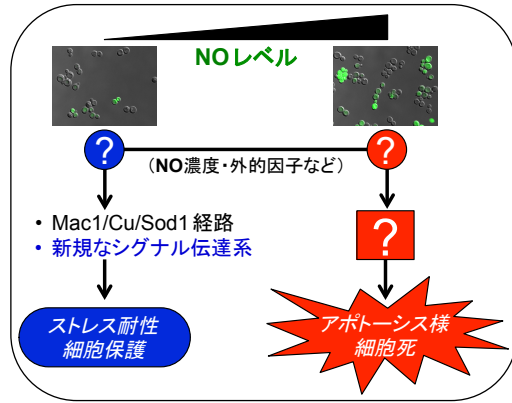 NOレベル
?
(NO濃度・外的因子など)
?
• Mac1/Cu/Sod1 経路
• 新規なシグナル伝達系
?
ストレス耐性
細胞保護
アポトーシス様
細胞死